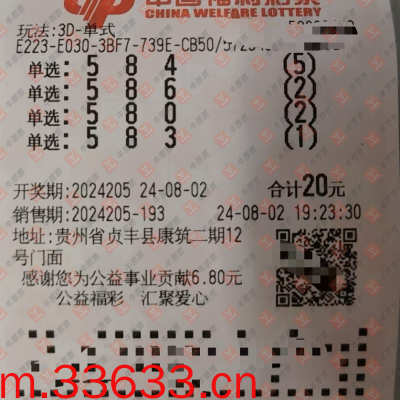 中国福利彩票
CHINA WELFARE LOTTERY
玩法:3D-单式
E223-E030-3BF7-739E-CB50/
单选: 5 8 4 (5)
单选: 5 8 6 (2)
单选: 5 8 0 (2)
单选: 5 8 3 (1)
开奖期:2024205 24-08-02 合计20元
销售期:2024205-193 24-08-02 19:23:30
地址:贵州省贞丰县康筑二期12
号门面
感谢您为公益事业贡献6.80元
公益福彩 汇聚爱心
m.33633.cn